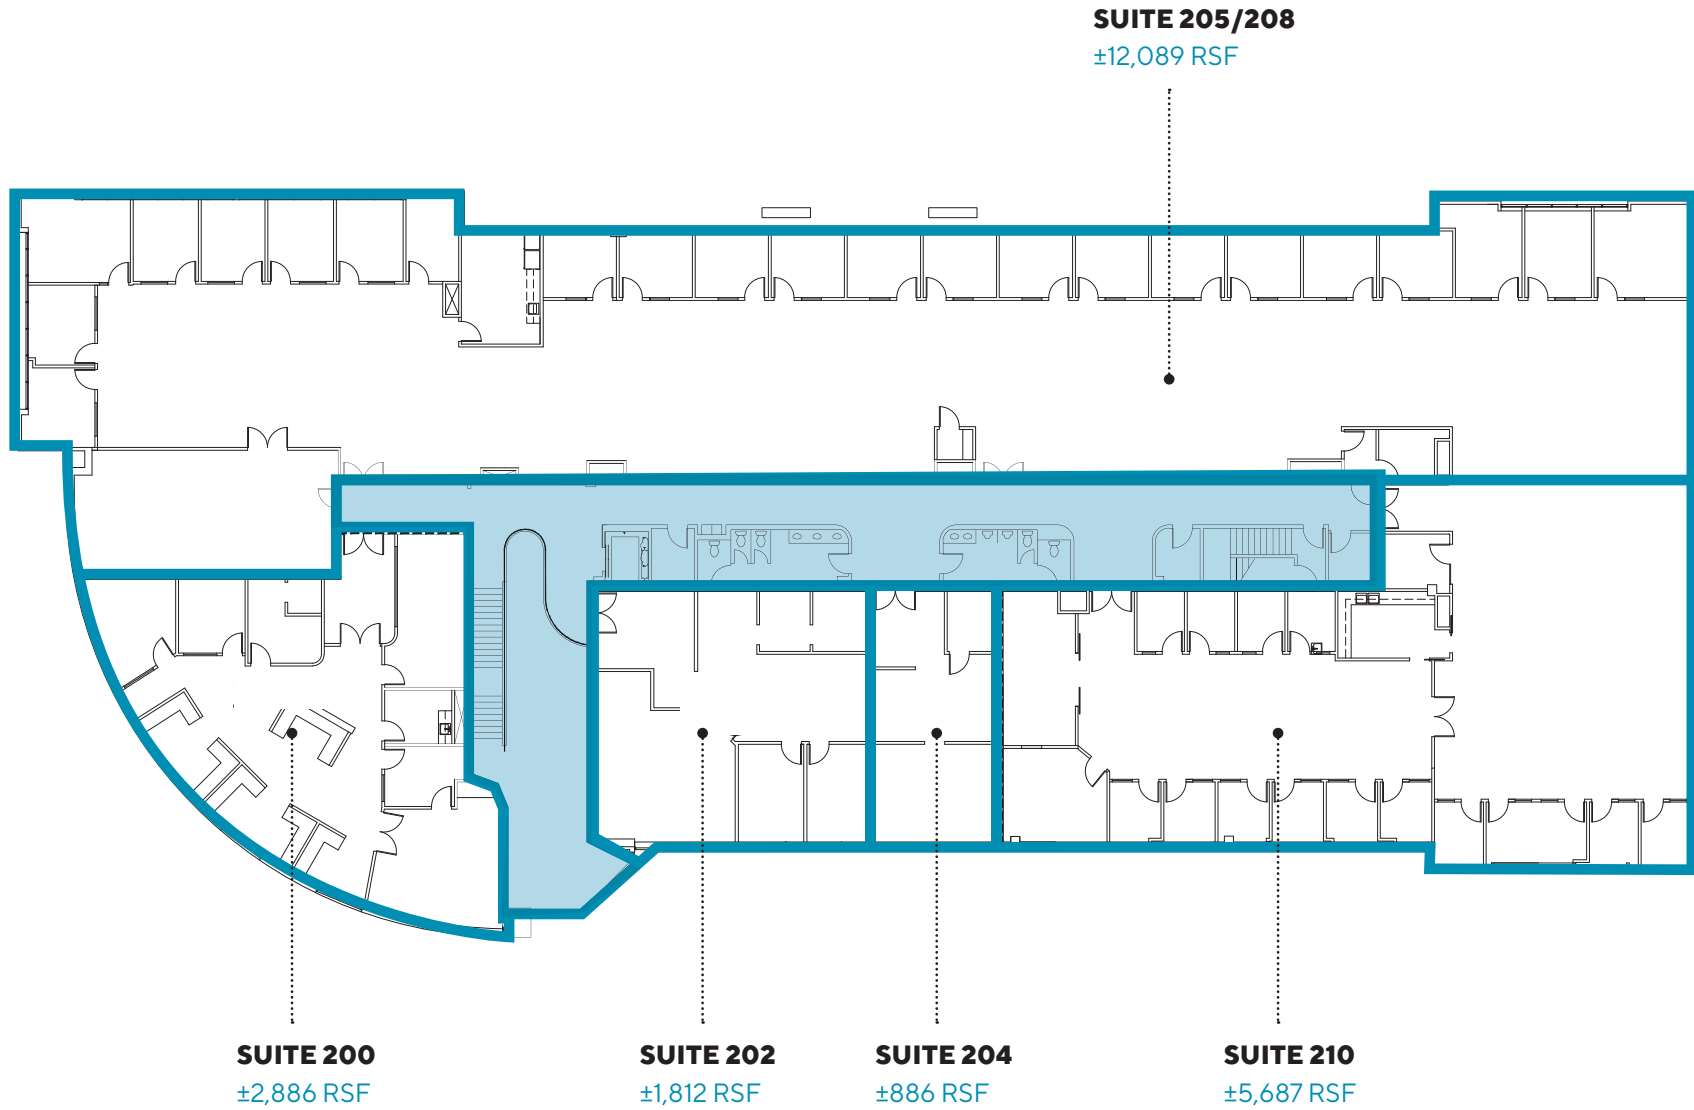 SUITE 205/208
±12,089 RSF
SUITE 200
±2,886 RSF
SUITE 202
±1,812 RSF
SUITE 204
±886 RSF
SUITE 210
±5,687 RSF